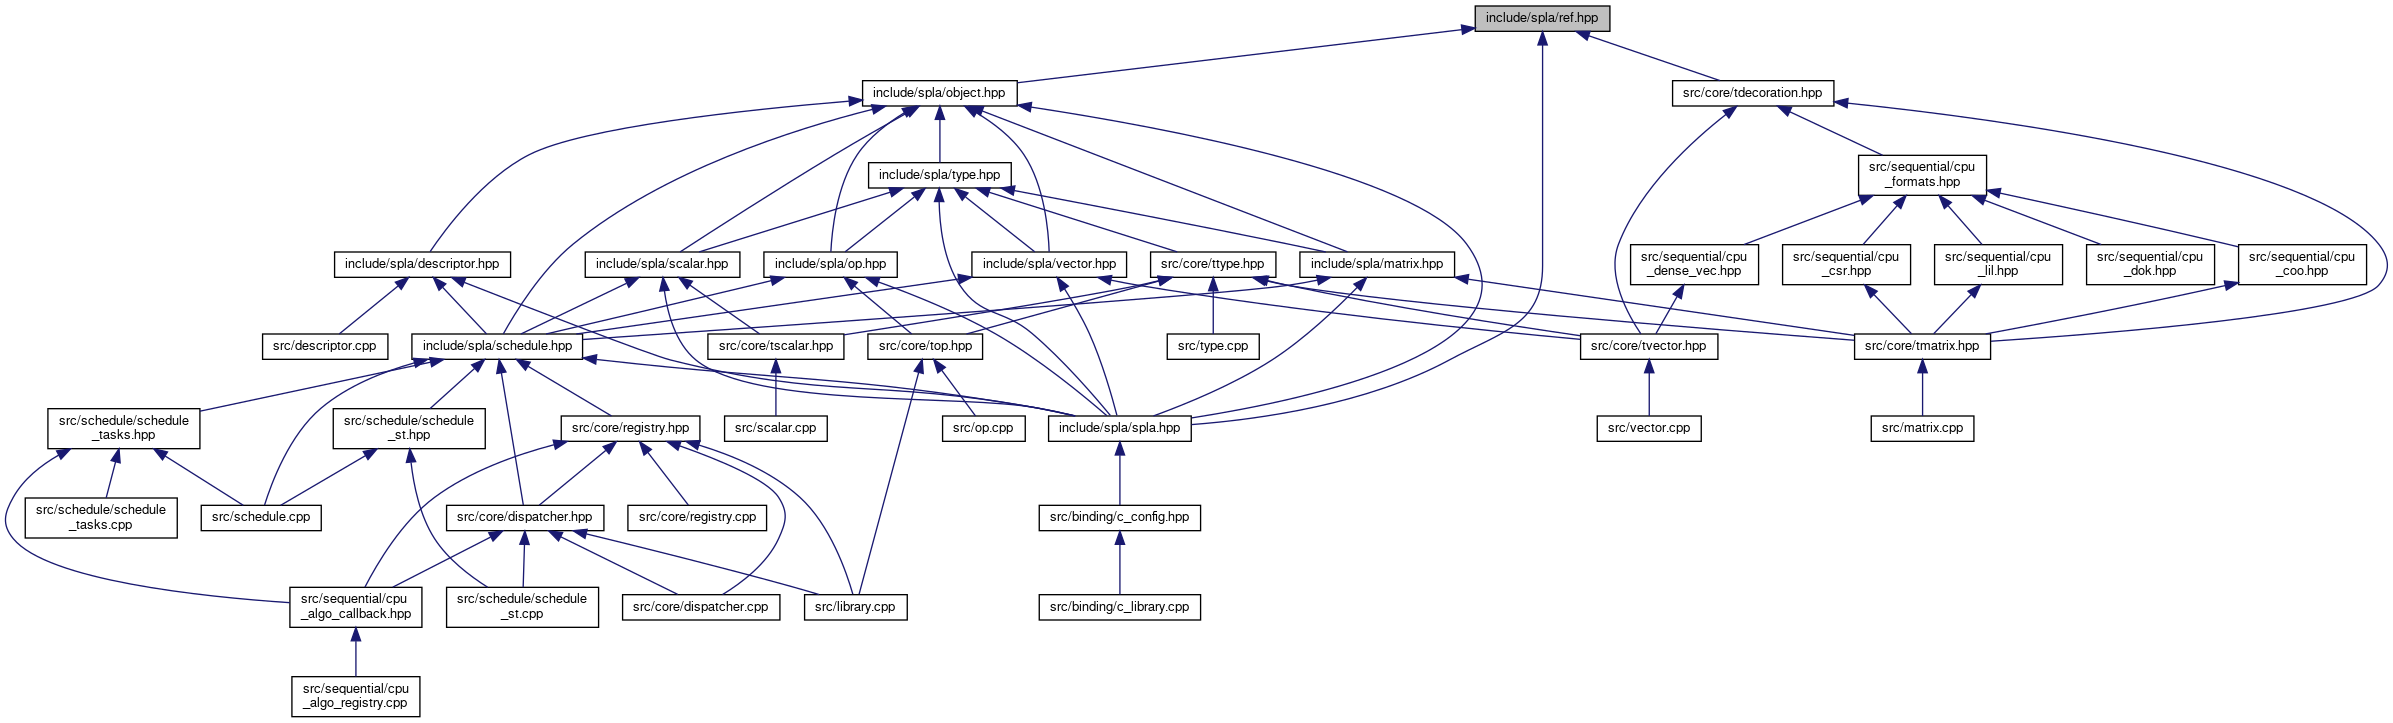 include/spla/ref.hpp
include/spla/object.hpp
src/core/tdecoration.hpp
include/spla/type.hpp
src/sequential/cpu
_formats.hpp
include/spla/descriptor.hpp
include/spla/scalar.hpp
include/spla/op.hpp
include/spla/vector.hpp
src/core/ttype.hpp
include/spla/matrix.hpp
src/sequential/cpu
_dense_vec.hpp
src/sequential/cpu
_csr.hpp
src/sequential/cpu
_lil.hpp
src/sequential/cpu
_dok.hpp
src/sequential/cpu
_coo.hpp
src/descriptor.cpp
include/spla/schedule.hpp
src/core/tscalar.hpp
src/core/top.hpp
src/type.cpp
src/core/tvector.hpp
src/core/tmatrix.hpp
src/schedule/schedule
_tasks.hpp
src/schedule/schedule
_st.hpp
src/core/registry.hpp
src/scalar.cpp
src/op.cpp
include/spla/spla.hpp
src/vector.cpp
src/matrix.cpp
src/schedule/schedule
_tasks.cpp
src/schedule.cpp
src/core/dispatcher.hpp
src/core/registry.cpp
src/binding/c_config.hpp
src/sequential/cpu
_algo_callback.hpp
src/schedule/schedule
_st.cpp
src/core/dispatcher.cpp
src/library.cpp
src/binding/c_library.cpp
src/sequential/cpu
_algo_registry.cpp